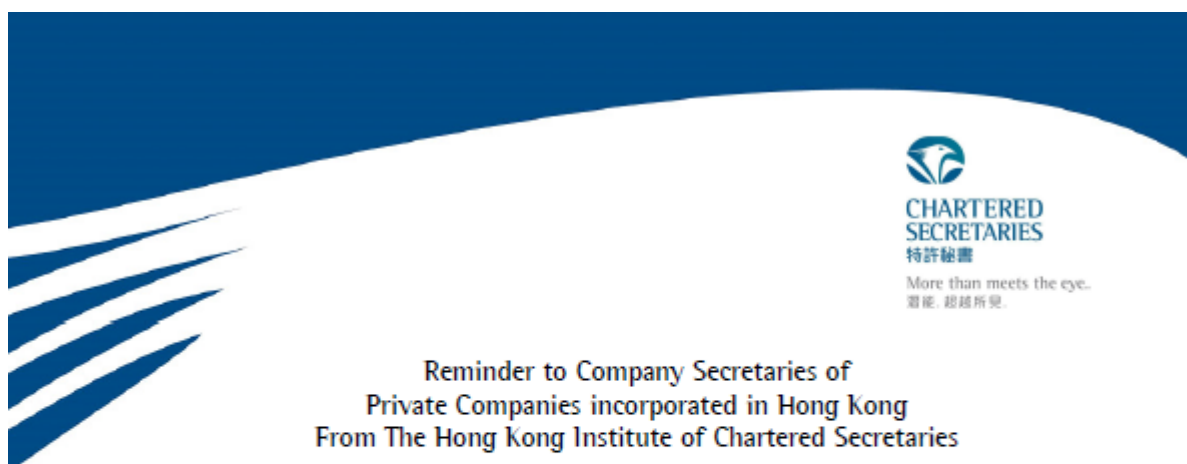 CHARTERED
SECRETARIES
特許秘書
More than meets the eye.
潛能．超越所見．
Reminder to Company Secretaries of
Private Companies incorporated in Hong Kong
From The Hong Kong Institute of Chartered Secretaries